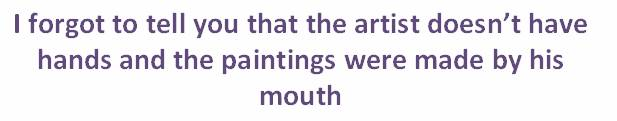 I forgot to tell you that the artist doesn’t have
hands and the paintings were made by his
mouth